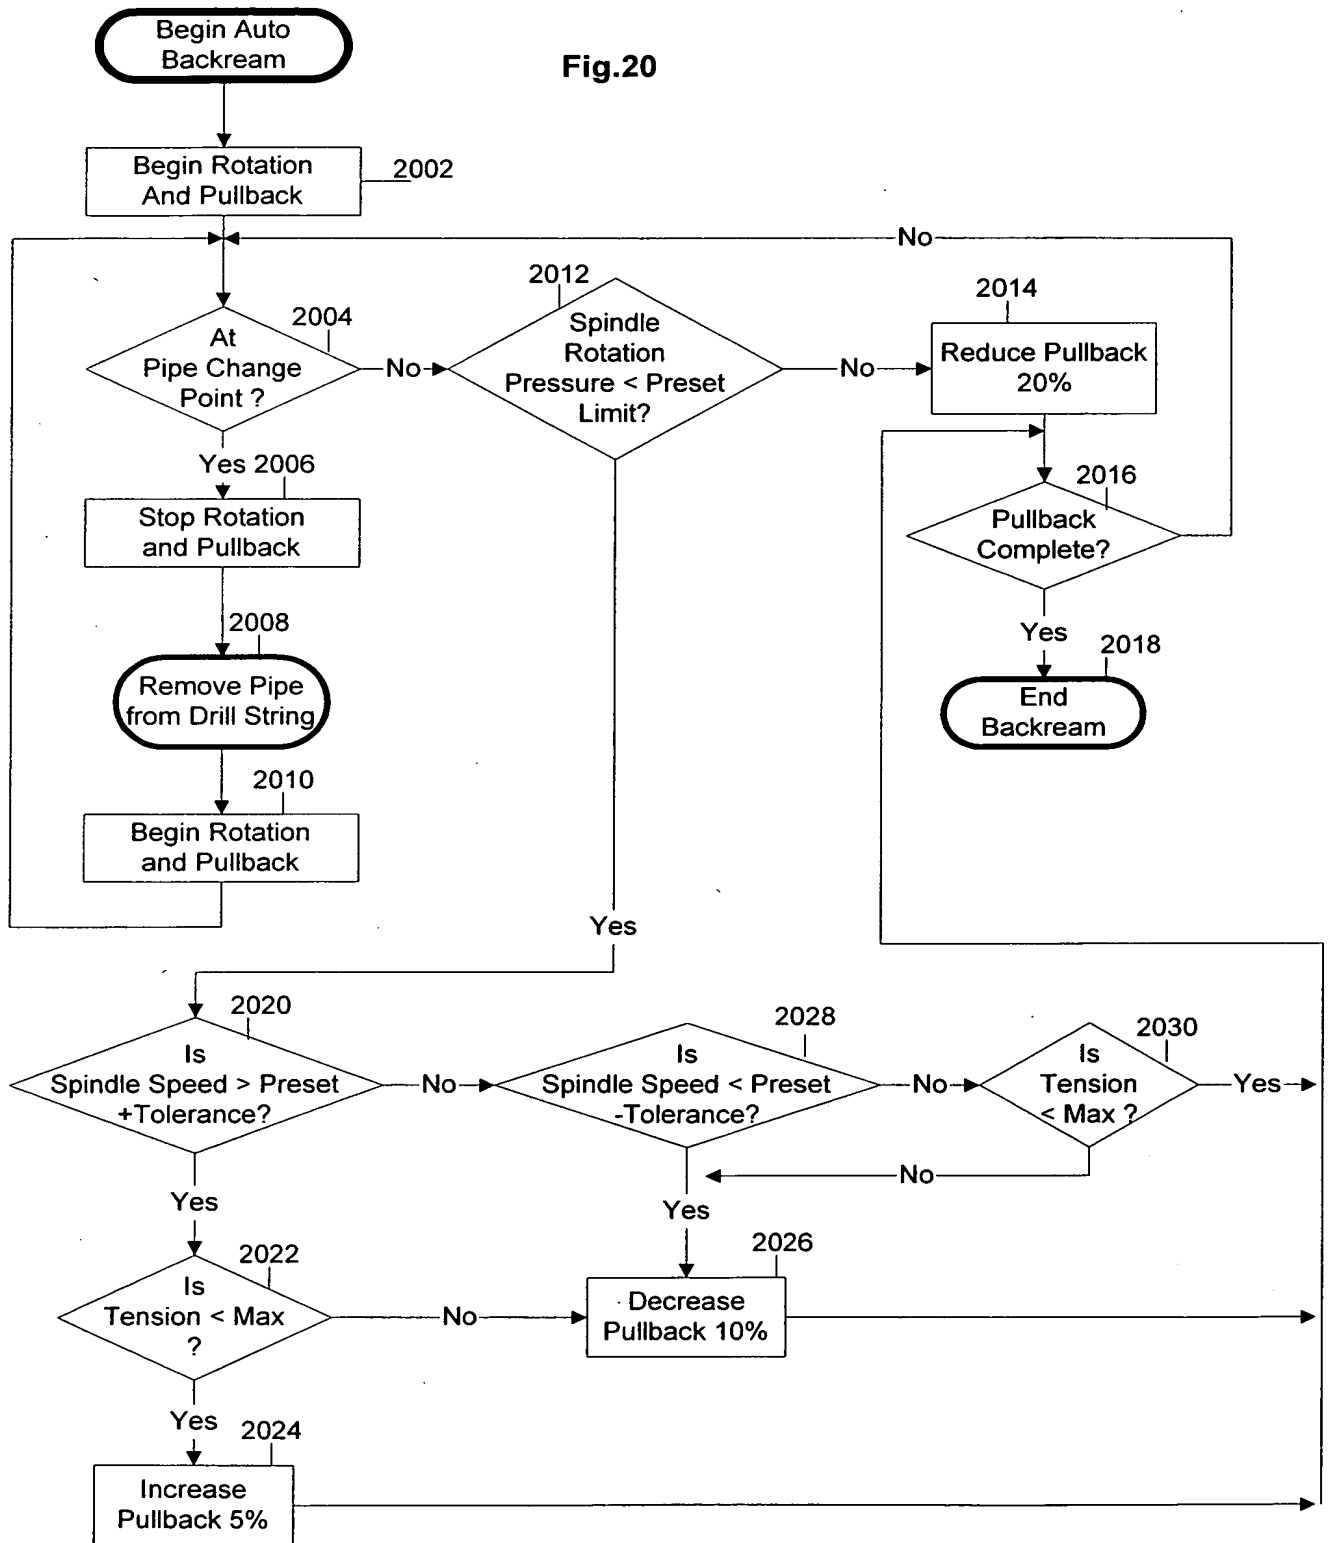 Begin Auto
Backream
Fig.20
Begin Rotation
And Pullback
2002
No
2012
2014
2004
At
Pipe Change
Point ?
No
Spindle
Rotation
Pressure < Preset
Limit?
No
Reduce Pullback
20%
Yes
2006
Stop Rotation
and Pullback
2016
Pullback
Complete?
2008
Remove Pipe
from Drill String
Yes
2018
End
Backream
2010
Begin Rotation
and Pullback
Yes
2020
Is
Spindle Speed > Preset
+Tolerance?
No
2028
Is
Spindle Speed < Preset
-Tolerance?
No
2030
Is
Tension
< Max ?
Yes
No
Yes
Yes
2022
Is
Tension < Max
?
No
2026
Decrease
Pullback 10%
Yes
2024
Increase
Pullback 5%